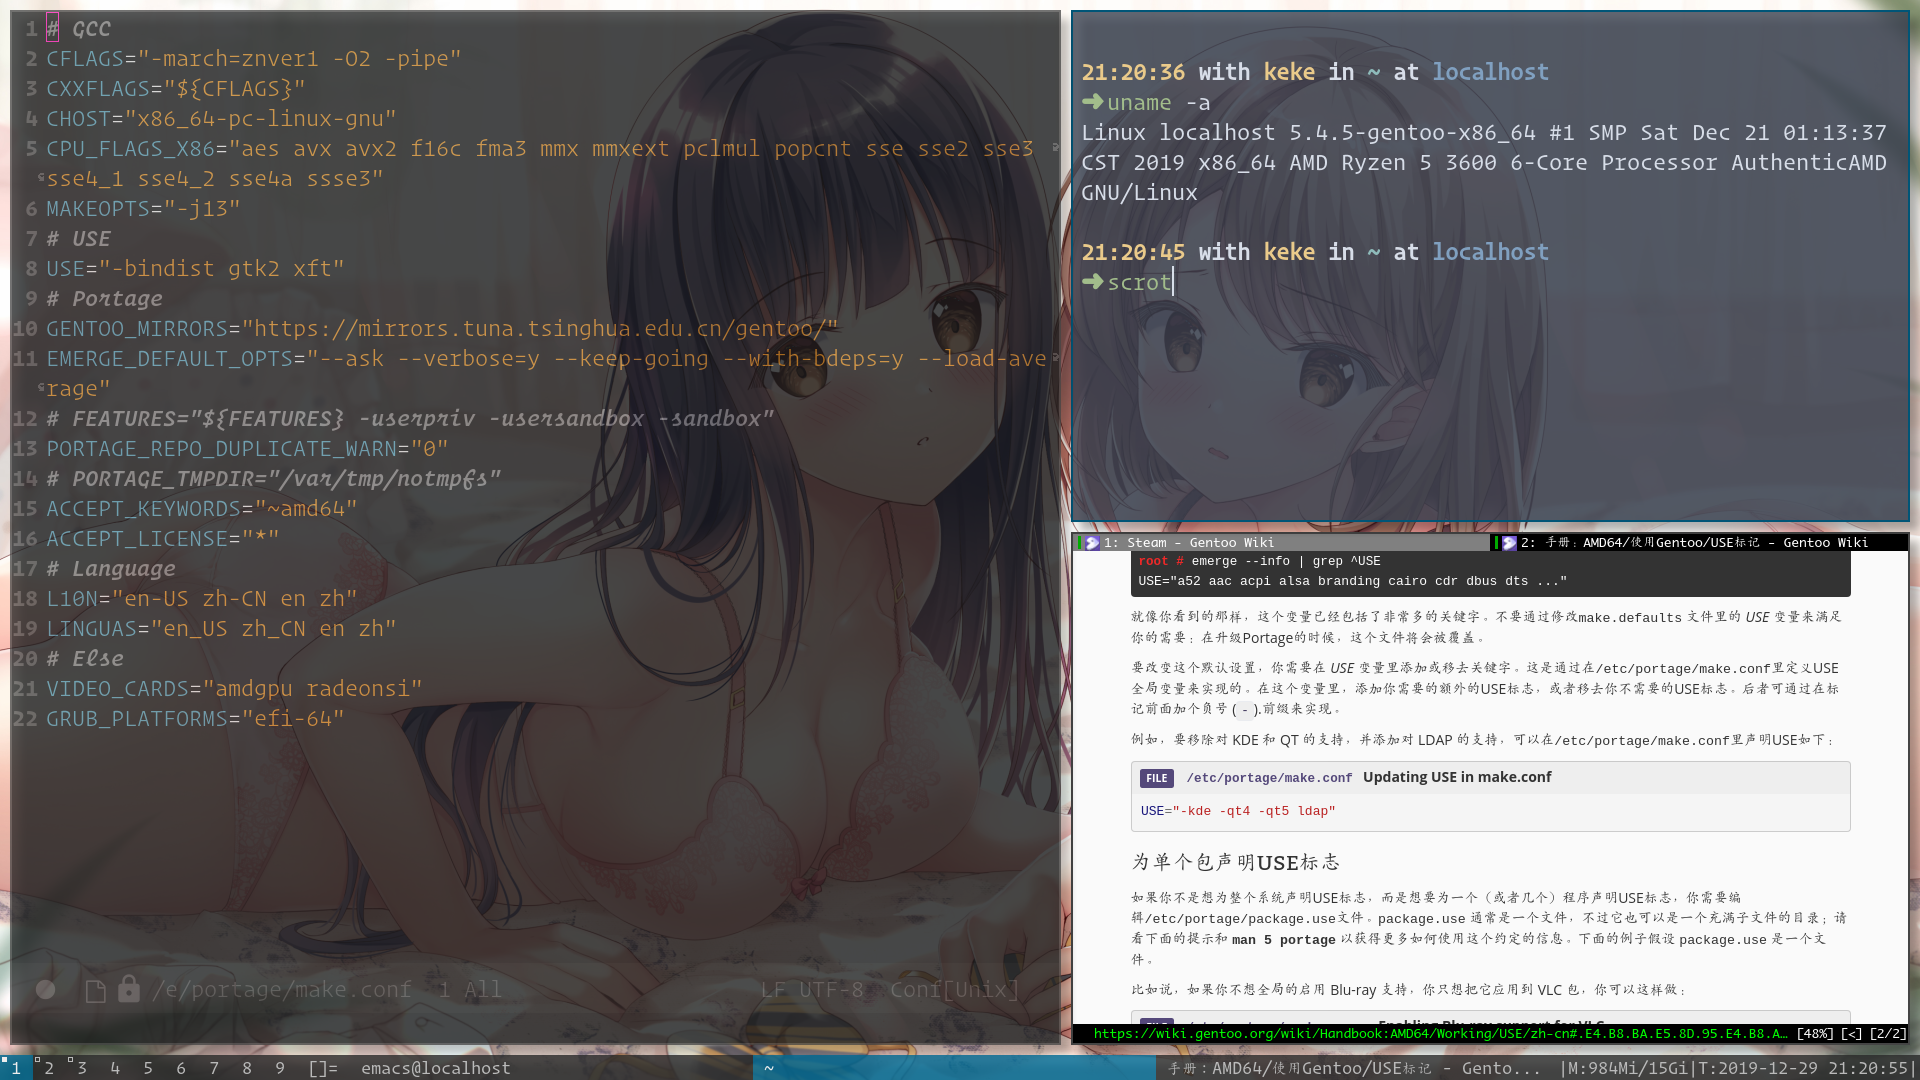 1 # GCC
2 CFLAGS="-march=znver1 -O2 -pipe"
3 CXXFLAGS="${CFLAGS}"
4 CHOST="x86_64-pc-linux-gnu"
5 CPU_FLAGS_X86="aes avx avx2 f16c fma3 mmx mmxext pclmul popcnt sse sse2 sse3
sse4_1 sse4_2 sse4a ssse3"
6 MAKEOPTS="-j13"
7 # USE
8 USE="-bindist gtk2 xft"
9 # Portage
10 GENTOO_MIRRORS="https://mirrors.tuna.tsinghua.edu.cn/gentoo/"
11 EMERGE_DEFAULT_OPTS="--ask --verbose=y --keep-going --with-bdeps=y --load-ave
rage"
12 # FEATURES="${FEATURES} -userpriv -usersandbox -sandbox"
13 PORTAGE_REPO_DUPLICATE_WARN="0"
14 # PORTAGE_TMPDIR="/var/tmp/notmpfs"
15 ACCEPT_KEYWORDS="~amd64"
16 ACCEPT_LICENSE="*"
17 # Language
18 L10N="en-US zh-CN en zh"
19 LINGUAS="en_US zh_CN en zh"
20 # Else
21 VIDEO_CARDS="amdgpu radeonsi"
22 GRUB_PLATFORMS="efi-64"
/e/portage/make.conf 1 All LF UTF-8 Conf[Unix]
21:20:36 with keke in ~ at localhost
➜uname -a
Linux localhost 5.4.5-gentoo-x86_64 #1 SMP Sat Dec 21 01:13:37
CST 2019 x86_64 AMD Ryzen 5 3600 6-Core Processor AuthenticAMD
GNU/Linux
21:20:45 with keke in ~ at localhost
➜scrot
1: Steam - Gentoo Wiki 2: 手册:AMD64/使用Gentoo/USE标记 - Gentoo Wiki
root # emerge --info | grep ^USE
USE="a52 aac acpi alsa branding cairo cdr dbus dts ..."
就像你看到的那样，这个变量已经包括了非常多的关键字。不要通过修改make.defaults 文件里的 USE 变量来满足
你的需要：在升级Portage的时候，这个文件将会被覆盖。
要改变这个默认设置，你需要在 USE 变量里添加或移去关键字。这是通过在/etc/portage/make.conf里定义USE
全局变量来实现的。在这个变量里，添加你需要的额外的USE标志，或者移去你不需要的USE标志。后者可通过在标
记前面加个负号 (-).前缀来实现。
例如，要移除对 KDE 和 QT 的支持，并添加对 LDAP 的支持，可以在/etc/portage/make.conf里声明USE如下：
FILE /etc/portage/make.conf Updating USE in make.conf
USE="-kde -qt4 -qt5 ldap"
为单个包声明USE标志
如果你不是想为整个系统声明USE标志，而是想要为一个（或者几个）程序声明USE标志，你需要编
辑/etc/portage/package.use文件。package.use 通常是一个文件，不过它也可以是一个充满子文件的目录；请
看下面的提示和 man 5 portage 以获得更多如何使用这个约定的信息。下面的例子假设 package.use 是一个文
件。
比如说，如果你不想全局的启用 Blu-ray 支持，你只想把它应用到 VLC 包，你可以这样做：
https://wiki.gentoo.org/wiki/Handbook:AMD64/Working/USE/zh-cn#.E4.B8.BA.E5.8D.95.E4.B8.A… [48%] [<] [2/2]
1 2 3 4 5 6 7 8 9 []= emacs@localhost ~ 手册:AMD64/使用Gentoo/USE标记 - Gento... |M:984Mi/15Gi|T:2019-12-29 21:20:55|